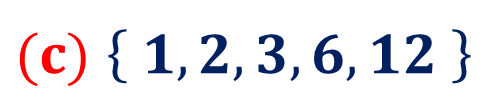 (c) { 1, 2, 3, 6, 12 }